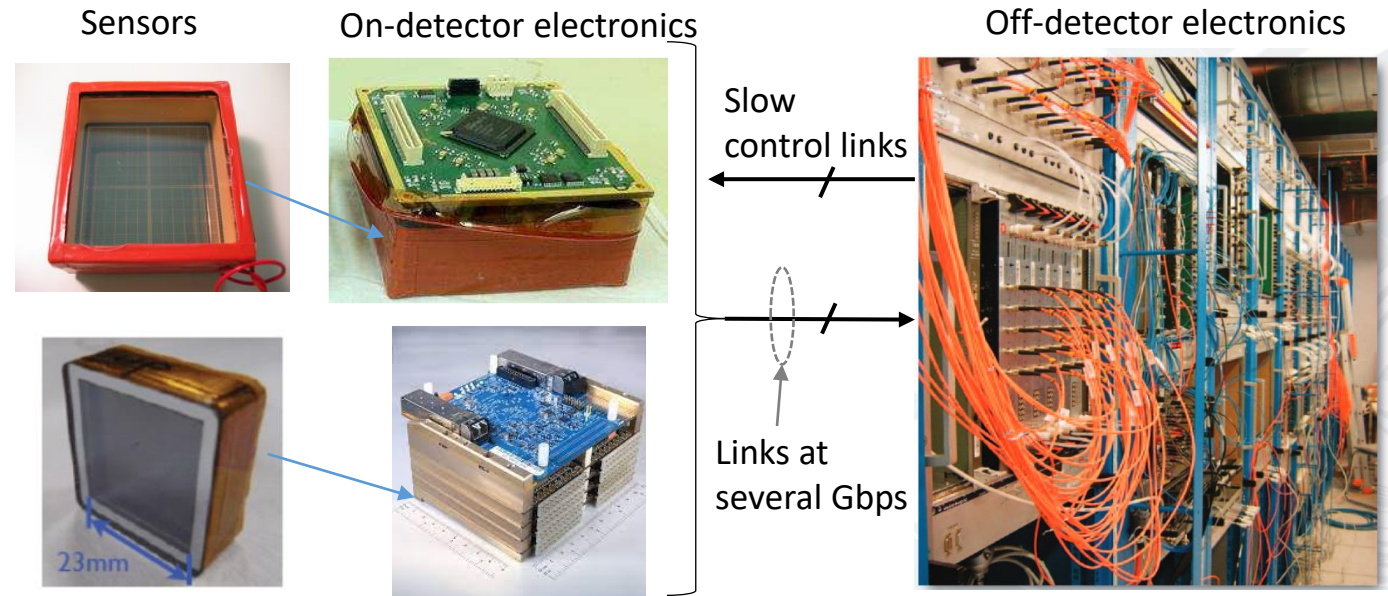 Sensors
On-detector electronics
Off-detector electronics
Slow
control links
Links at
several Gbps
23mm